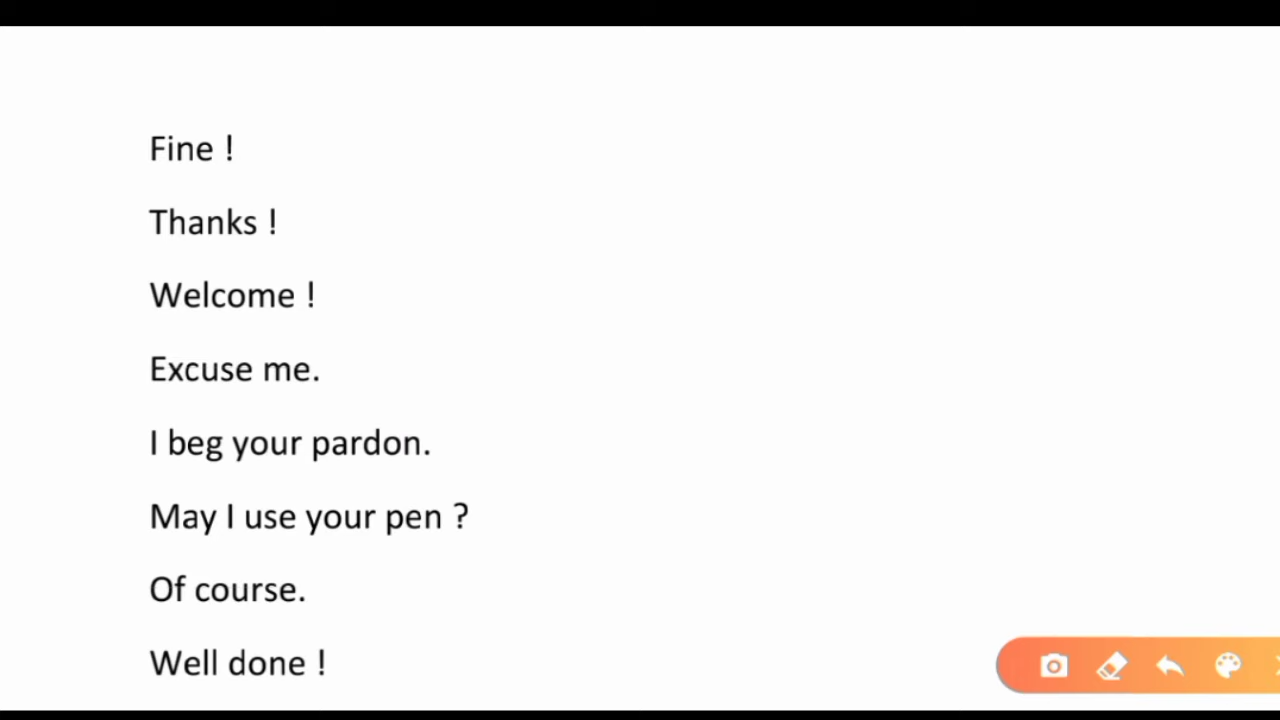 Fine !
Thanks !
Welcome !
Excuse me.
I beg your pardon.
May I use your pen ?
Of course.
Well done !